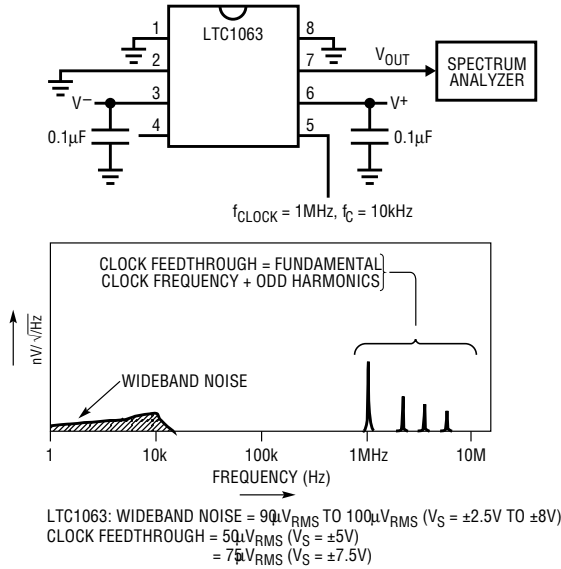 LTC1063
1
2
3
4
8
7
6
5
V–
V+
0.1µF
0.1µF
VOUT
SPECTRUM
ANALYZER
fCLOCK = 1MHz, fC = 10kHz
CLOCK FEEDTHROUGH = FUNDAMENTAL
CLOCK FREQUENCY + ODD HARMONICS
nV/√/Hz
WIDEBAND NOISE
1
10k
100k
1MHz
10M
FREQUENCY (Hz)
LTC1063: WIDEBAND NOISE = 90µVRMS TO 100µVRMS (VS = ±2.5V TO ±8V)
CLOCK FEEDTHROUGH = 50µVRMS (VS = ±5V)
= 75µVRMS (VS = ±7.5V)